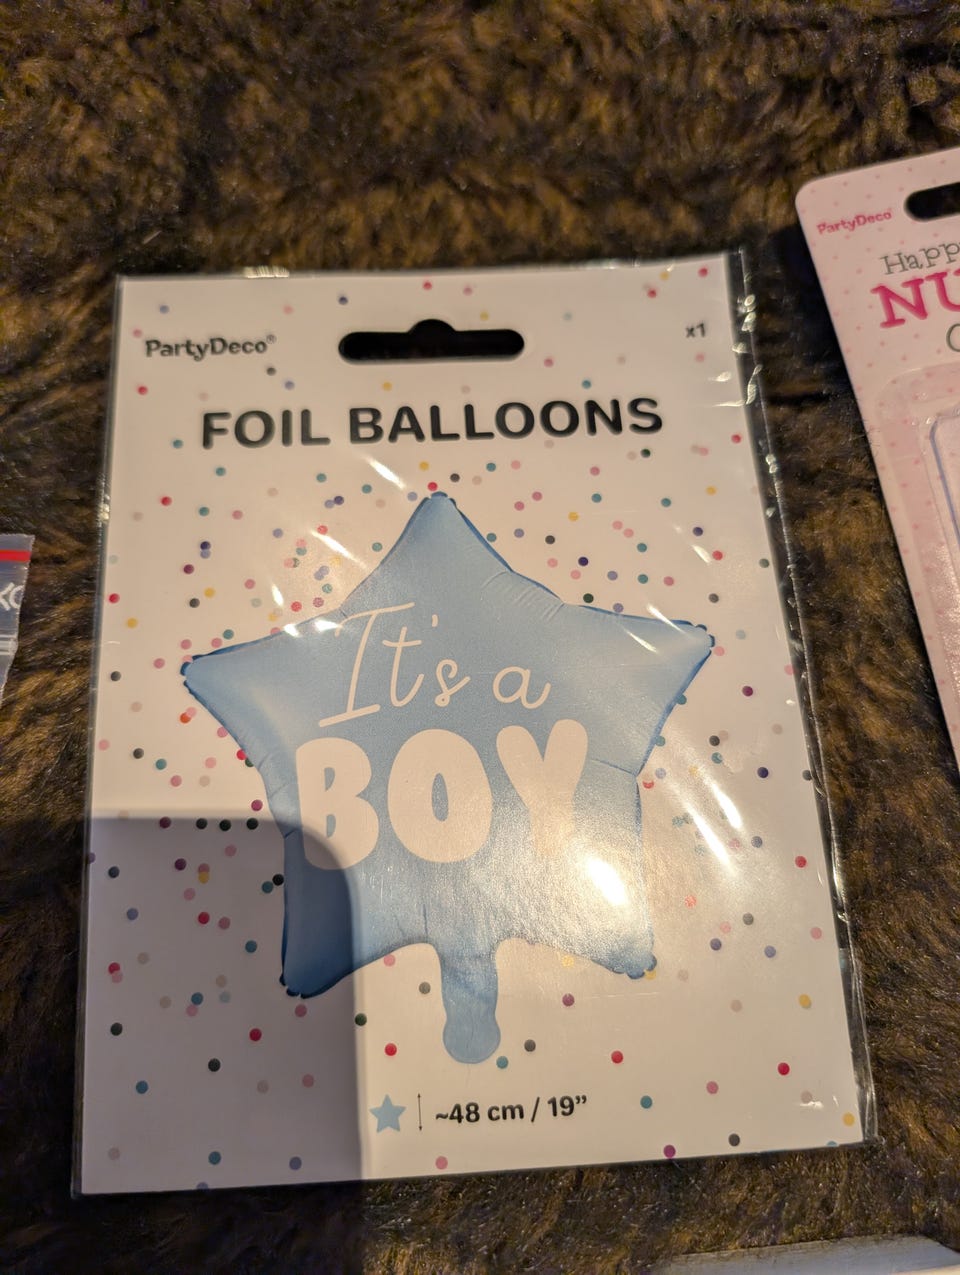 PartyDeco®
x1
FOIL BALLOONS
It's a
BOY
~48 cm / 19”
PartyDeco